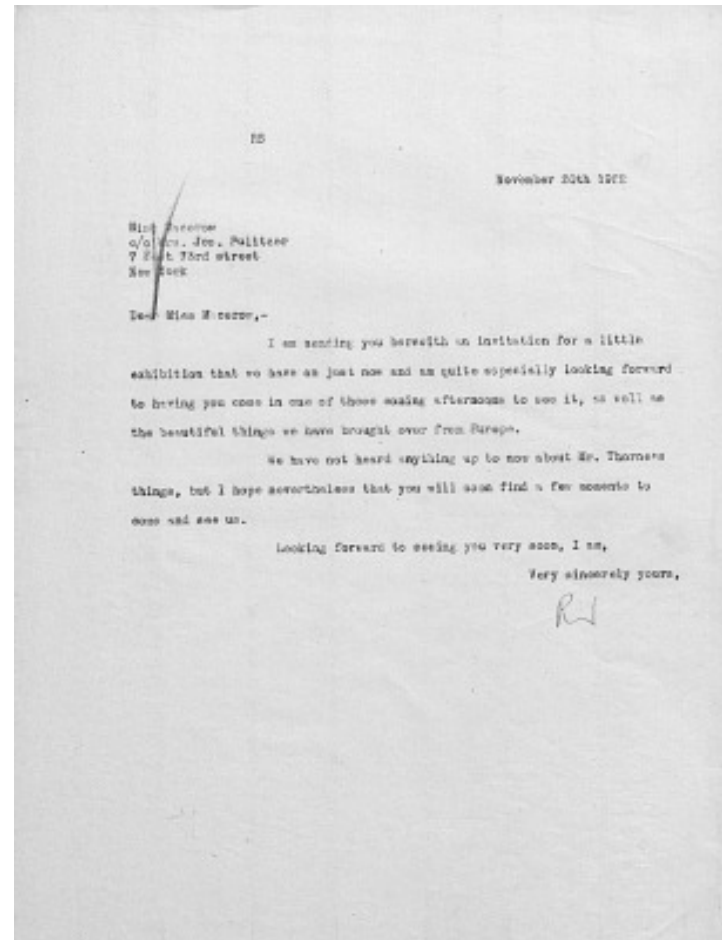 RS
November 20th 1922
Miss
c/o Mrs. Jos. Pulitzer
7 East 73rd street
New York
Dear Miss
I am sending you herewith an invitation for a little
exhibition that we have on just now and am quite especially looking forward
to having you come in one of these coming afternoons to see it, as well as
the beautiful things we have brought over from Europe.
We have not heard anything up to now about Mr. Thorners
things, but I hope nevertheless that you will soon find a few moments to
come and see us.
Looking forward to seeing you very soon, I am,
Very sincerely yours,